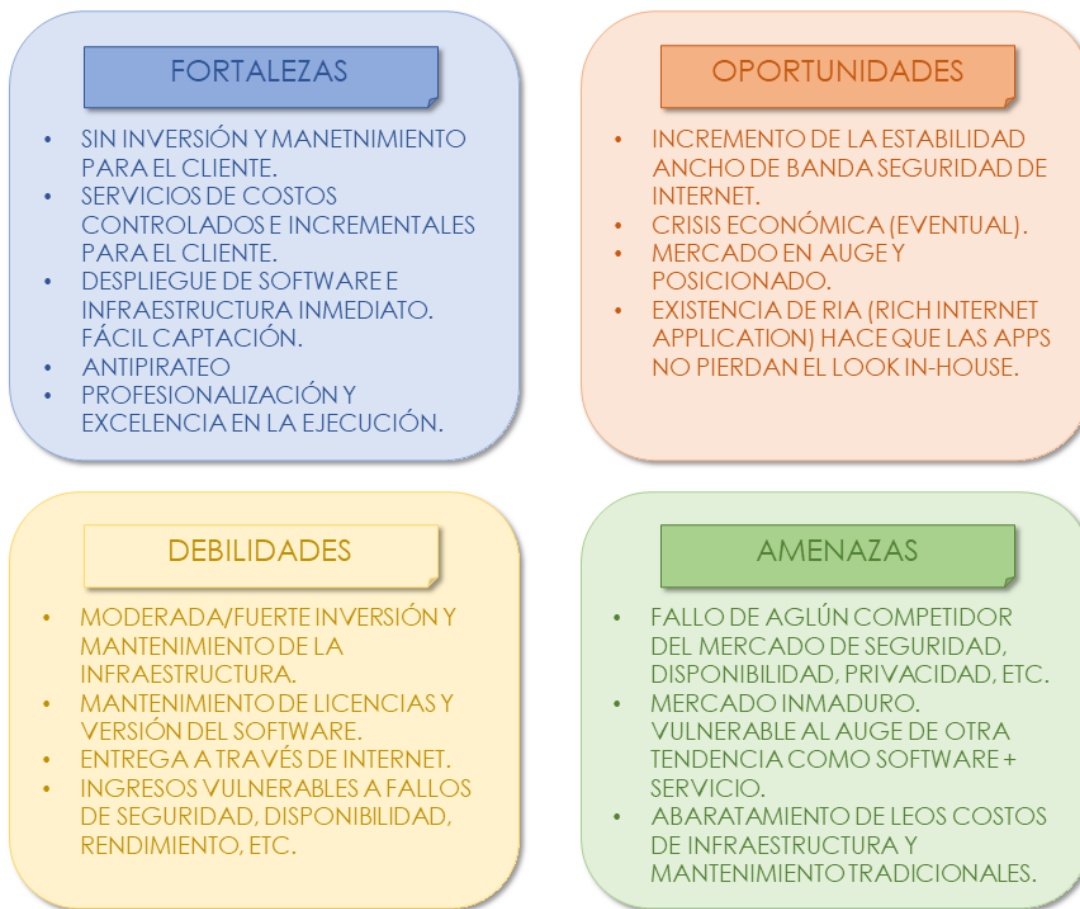 FORTALEZAS
• SIN INVERSIÓN Y MANETNIMIENTO
PARA EL CLIENTE.
• SERVICIOS DE COSTOS
CONTROLADOS E INCREMENTALES
PARA EL CLIENTE.
• DESPLIEGUE DE SOFTWARE E
INFRAESTRUCTURA INMEDIATO.
FÁCIL CAPTACIÓN.
• ANTIPIRATEO
• PROFESIONALIZACIÓN Y
EXCELENCIA EN LA EJECUCIÓN.
OPORTUNIDADES
• INCREMENTO DE LA ESTABILIDAD
ANCHO DE BANDA SEGURIDAD DE
INTERNET.
• CRISIS ECONÓMICA (EVENTUAL).
• MERCADO EN AUGE Y
POSICIONADO.
• EXISTENCIA DE RIA (RICH INTERNET
APPLICATION) HACE QUE LAS APPS
NO PIERDAN EL LOOK IN-HOUSE.
DEBILIDADES
• MODERADA/FUERTE INVERSIÓN Y
MANTENIMIENTO DE LA
INFRAESTRUCTURA.
• MANTENIMIENTO DE LICENCIAS Y
VERSIÓN DEL SOFTWARE.
• ENTREGA A TRAVÉS DE INTERNET.
• INGRESOS VULNERABLES A FALLOS
DE SEGURIDAD, DISPONIBILIDAD,
RENDIMIENTO, ETC.
AMENAZAS
• FALLO DE AGLÚN COMPETIDOR
DEL MERCADO DE SEGURIDAD,
DISPONIBILIDAD, PRIVACIDAD, ETC.
• MERCADO INMADURO.
VULNERABLE AL AUGE DE OTRA
TENDENCIA COMO SOFTWARE +
SERVICIO.
• ABARATAMIENTO DE LEOS COSTOS
DE INFRAESTRUCTURA Y
MANTENIMIENTO TRADICIONALES.